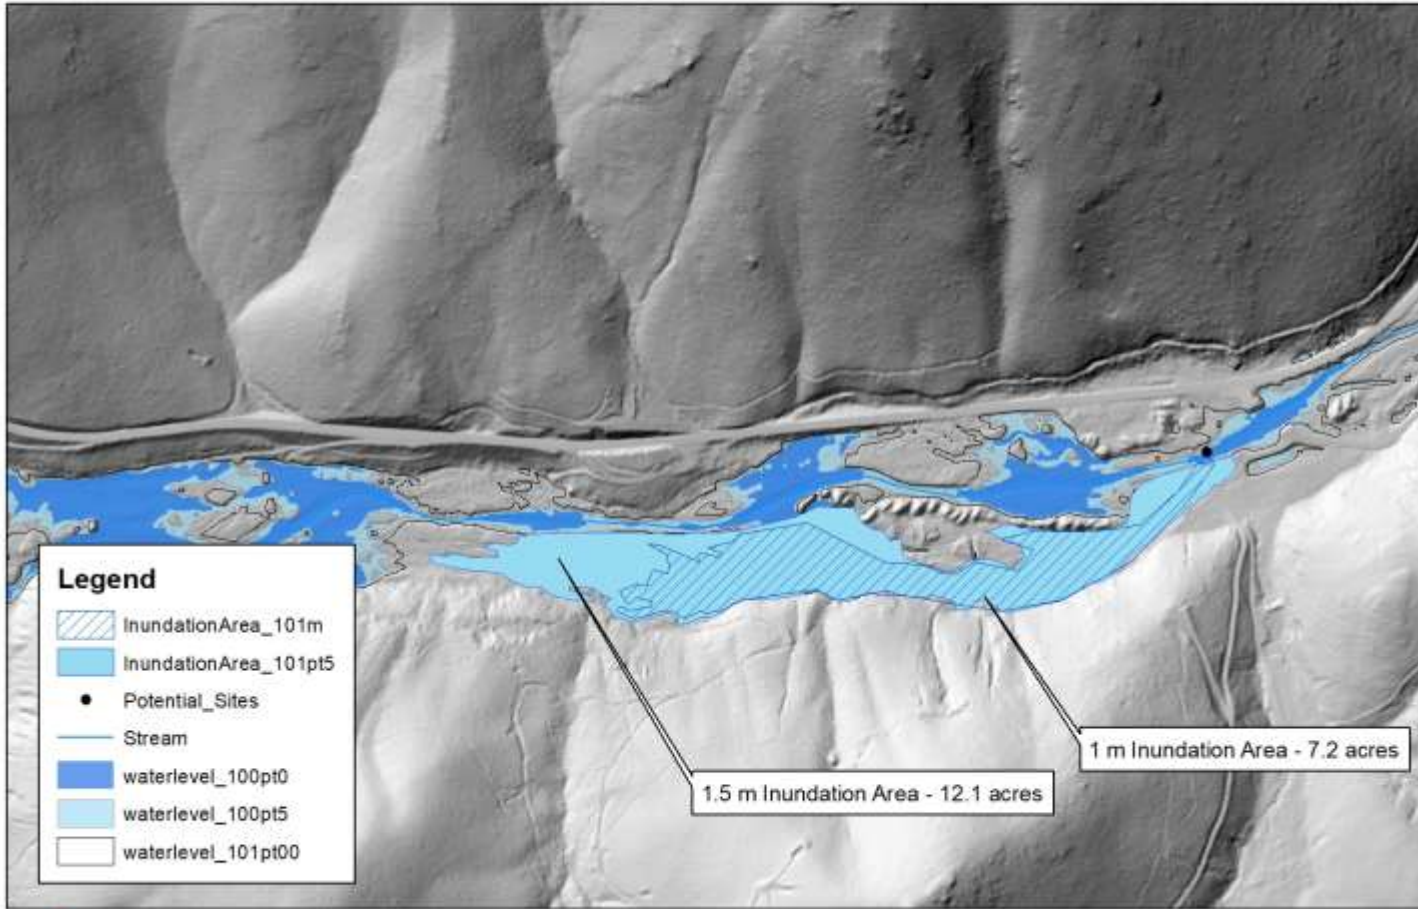 Legend
InundationArea_101m
InundationArea_101pt5
Potential_Sites
Stream
waterlevel_100pt0
waterlevel_100pt5
waterlevel_101pt00
1 m Inundation Area - 7.2 acres
1.5 m Inundation Area - 12.1 acres